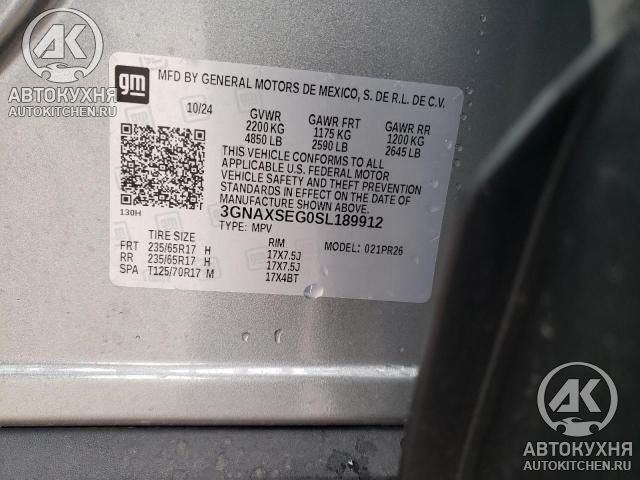 AK
АВТОКУХНЯ
AUTOKITCHEN.RU
gm
MFD BY GENERAL MOTORS DE MEXICO, S. DE R.L. DE C.V.
10/24 GVWR GAWR FRT GAWR RR
2200 KG 1175 KG 1200 KG
4850 LB 2590 LB 2645 LB
THIS VEHICLE CONFORMS TO ALL
APPLICABLE U.S. FEDERAL MOTOR
VEHICLE SAFETY AND THEFT PREVENTION
STANDARDS IN EFFECT ON THE DATE OF
MANUFACTURE SHOWN ABOVE.
3GNAXSEG0SL189912
130H
TYPE: MPV
TIRE SIZE RIM MODEL: 021PR26
FRT 235/65R17 H 17X7.5J
RR 235/65R17 H 17X7.5J
SPA T125/70R17 M 17X4BT
AK
АВТОКУХНЯ
AUTOKITCHEN.RU